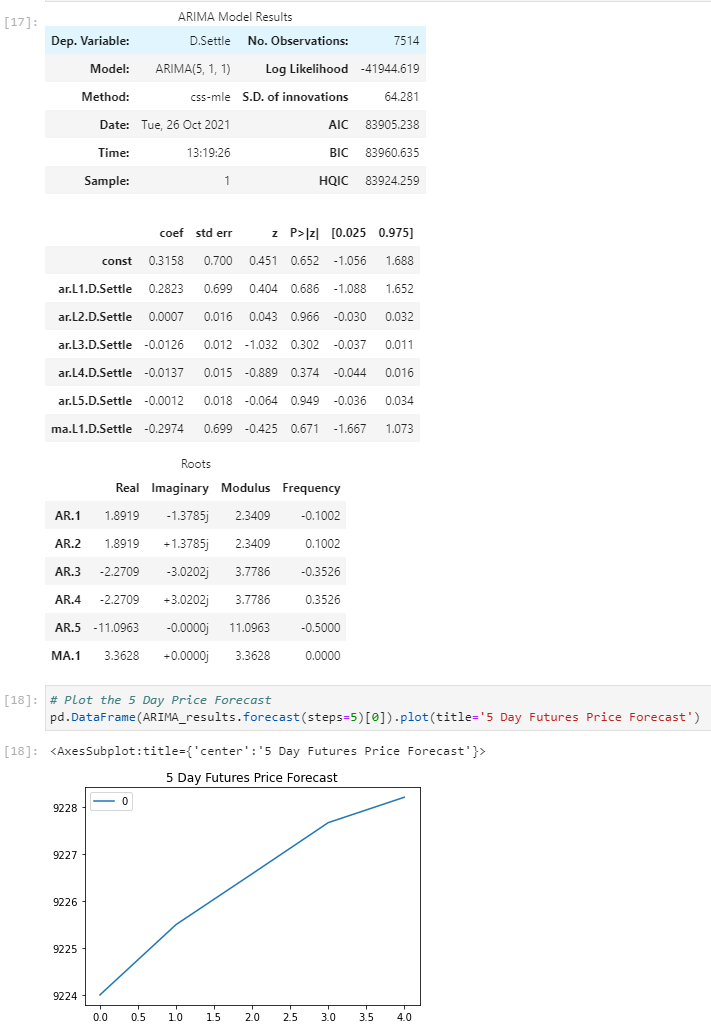 [17]:
ARIMA Model Results
Dep. Variable: D.Settle No. Observations: 7514
Model: ARIMA(5, 1, 1) Log Likelihood -41944.619
Method: css-mle S.D. of innovations 64.281
Date: Tue, 26 Oct 2021 AIC 83905.238
Time: 13:19:26 BIC 83960.635
Sample: 1 HQIC 83924.259
coef std err z P>|z| [0.025 0.975]
const 0.3158 0.700 0.451 0.652 -1.056 1.688
ar.L1.D.Settle 0.2823 0.699 0.404 0.686 -1.088 1.652
ar.L2.D.Settle 0.0007 0.016 0.043 0.966 -0.030 0.032
ar.L3.D.Settle -0.0126 0.012 -1.032 0.302 -0.037 0.011
ar.L4.D.Settle -0.0137 0.015 -0.889 0.374 -0.044 0.016
ar.L5.D.Settle -0.0012 0.018 -0.064 0.949 -0.036 0.034
ma.L1.D.Settle -0.2974 0.699 -0.425 0.671 -1.667 1.073
Roots
Real Imaginary Modulus Frequency
AR.1 1.8919 -1.3785j 2.3409 -0.1002
AR.2 1.8919 +1.3785j 2.3409 0.1002
AR.3 -2.2709 -3.0202j 3.7786 -0.3526
AR.4 -2.2709 +3.0202j 3.7786 0.3526
AR.5 -11.0963 -0.0000j 11.0963 -0.5000
MA.1 3.3628 +0.0000j 3.3628 0.0000
[18]: # Plot the 5 Day Price Forecast
pd.DataFrame(ARIMA_results.forecast(steps=5)[0]).plot(title='5 Day Futures Price Forecast')
[18]: <AxesSubplot:title={'center':'5 Day Futures Price Forecast'}>
5 Day Futures Price Forecast
0
9228
9227
9226
9225
9224
0.0 0.5 1.0 1.5 2.0 2.5 3.0 3.5 4.0